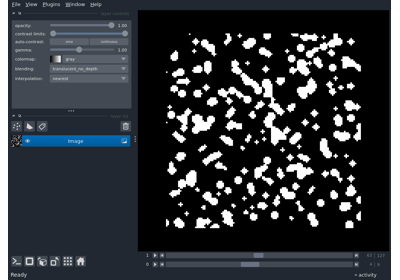 File View Plugins Window Help
opacity: 1.00
contrast limits:
auto-contrast: once continuous
gamma: 1.00
colormap: gray
blending: translucent_no_depth
interpolation: nearest
Image
1
0
Ready
activity